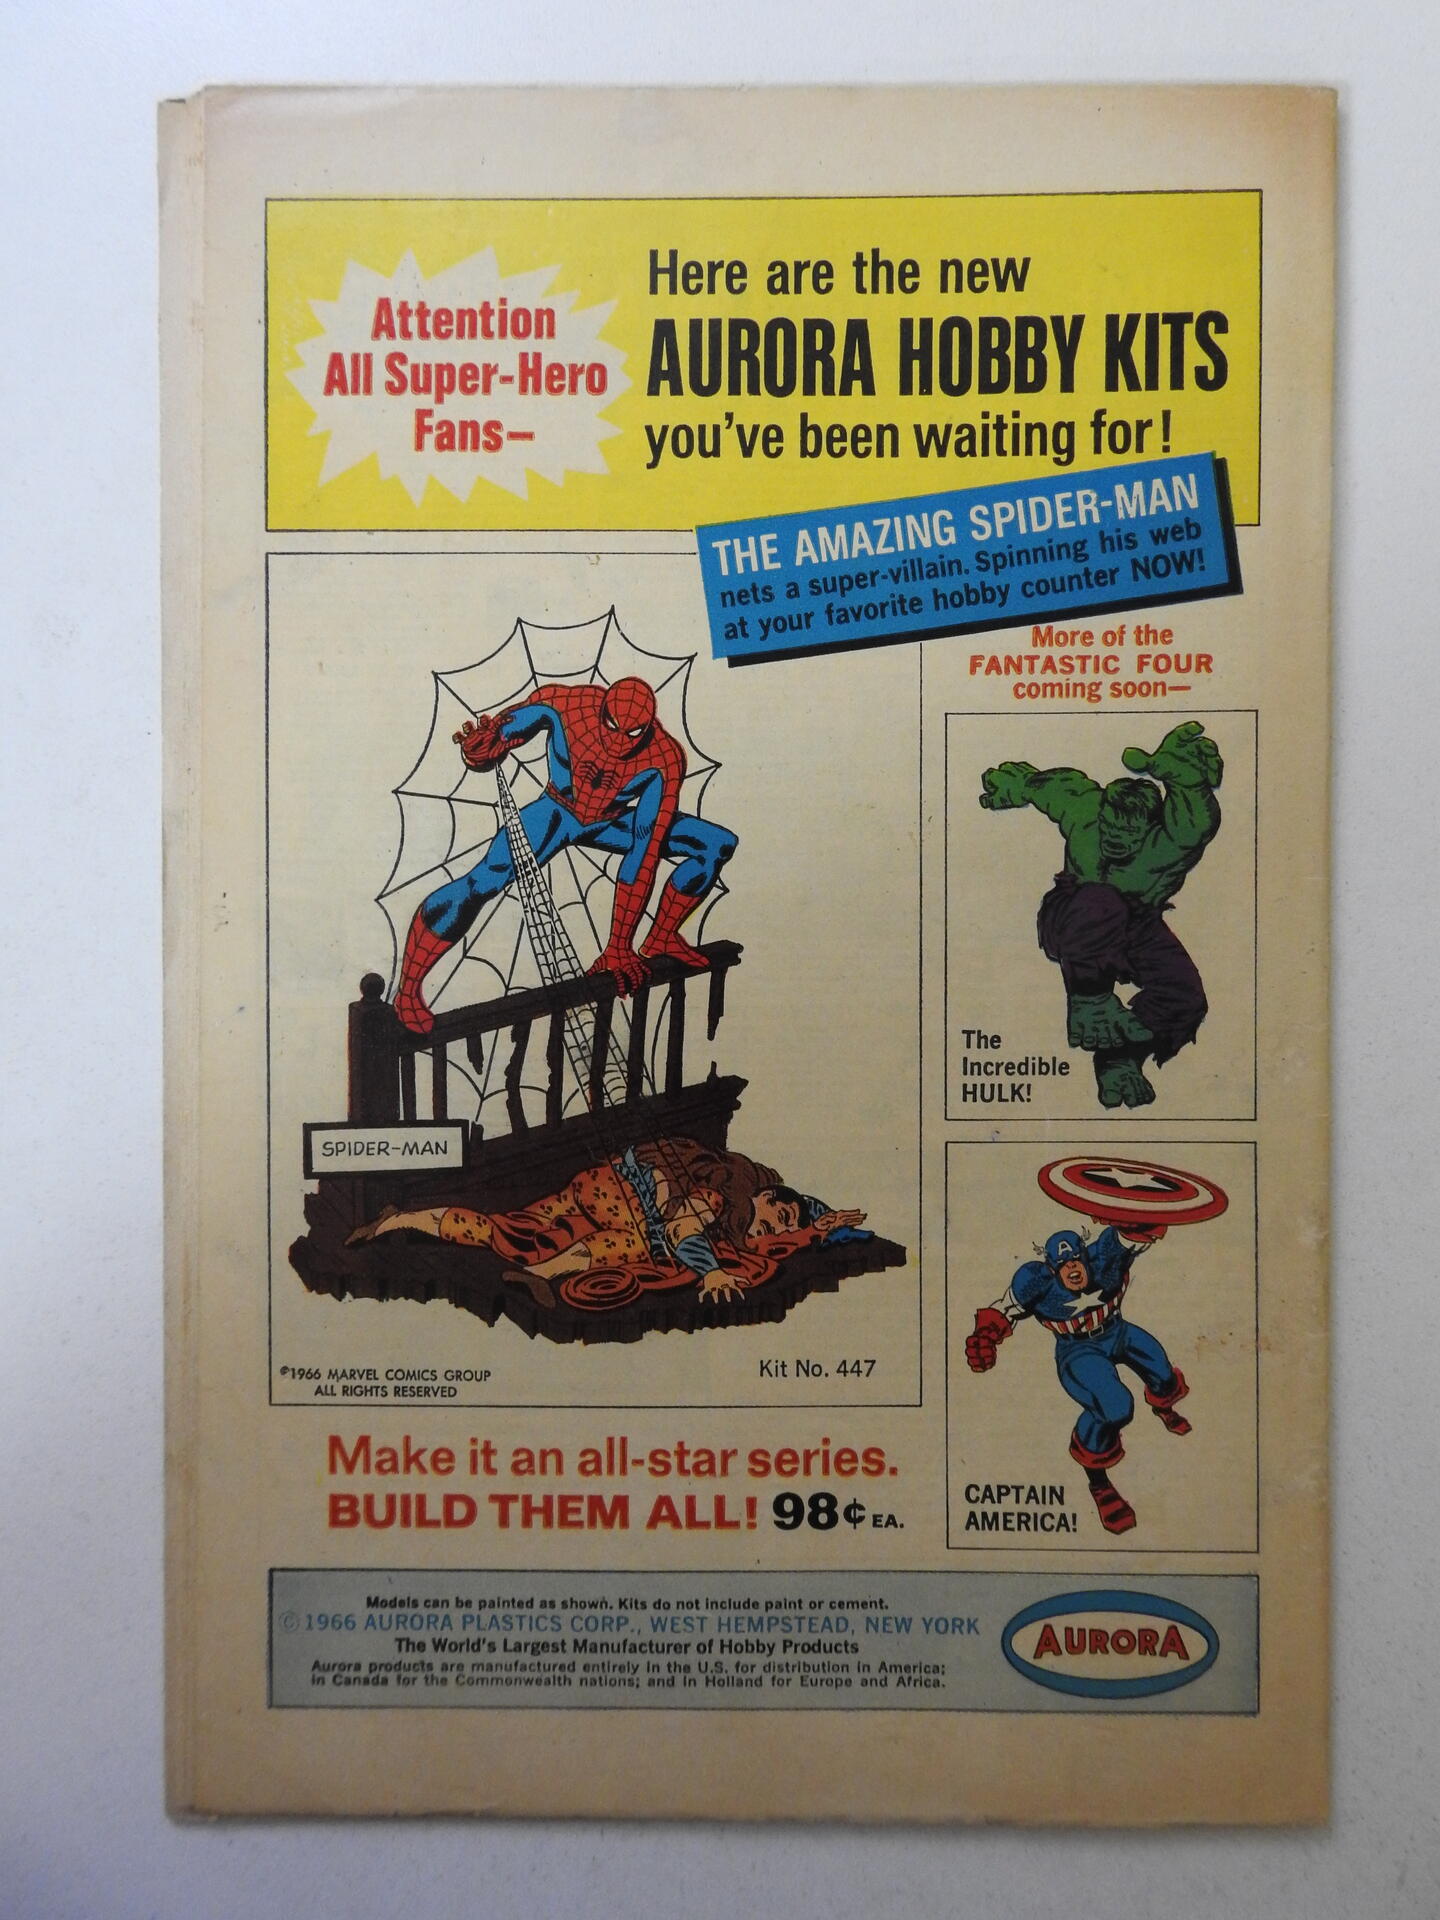 Attention
All Super-Hero
Fans—
Here are the new
AURORA HOBBY KITS
you've been waiting for!
THE AMAZING SPIDER-MAN
nets a super-villain. Spinning his web
at your favorite hobby counter NOW!
More of the
FANTASTIC FOUR
coming soon—
The
Incredible
HULK!
SPIDER-MAN
A
CAPTAIN
AMERICA!
©1966 MARVEL COMICS GROUP
ALL RIGHTS RESERVED
Kit No. 447
Make it an all-star series.
BUILD THEM ALL! 98¢ EA.
Models can be painted as shown. Kits do not include paint or cement.
© 1966 AURORA PLASTICS CORP., WEST HEMPSTEAD, NEW YORK
The World's Largest Manufacturer of Hobby Products
Aurora products are manufactured entirely in the U.S. for distribution in America;
in Canada for the Commonwealth nations; and in Holland for Europe and Africa.
AURORA